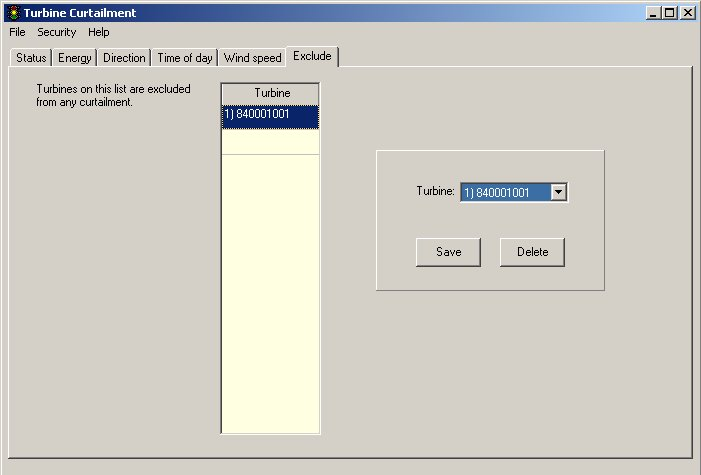 Turbine Curtailment
File Security Help
Status Energy Direction Time of day Wind speed Exclude
Turbines on this list are excluded
from any curtailment.
Turbine
1) 840001001
Turbine: 1) 840001001
Save Delete